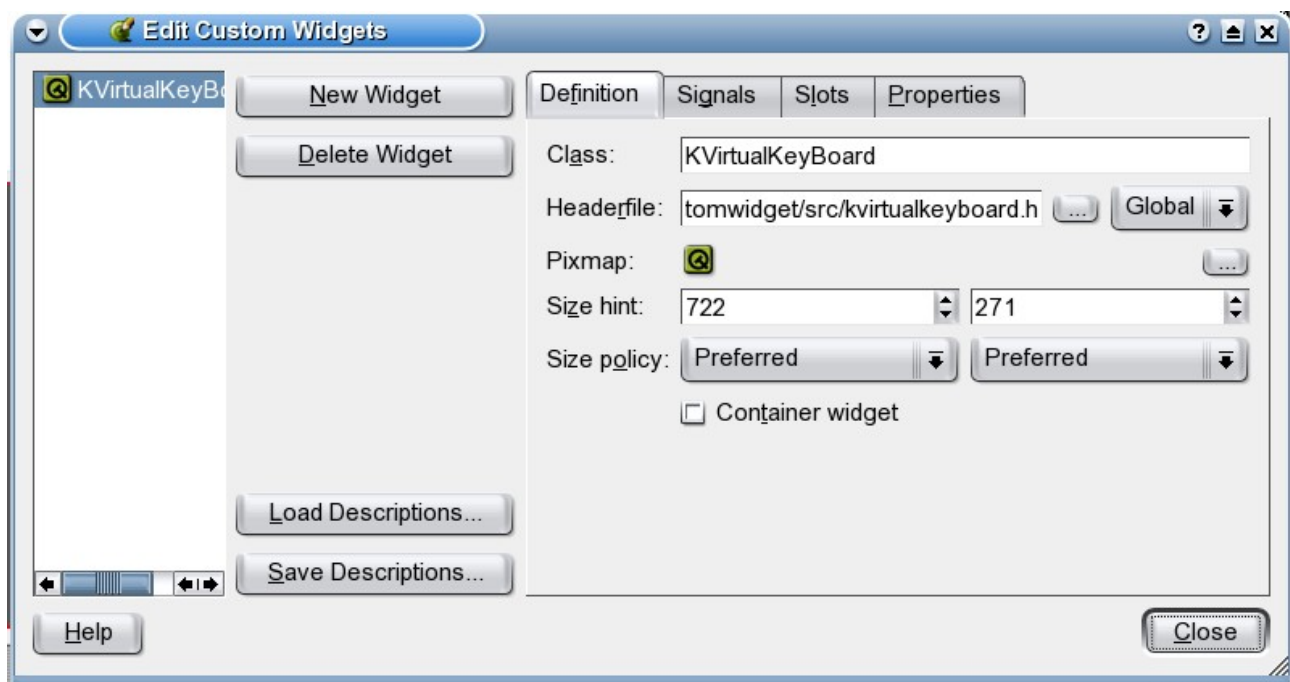 Edit Custom Widgets
?
KVirtualKeyBo
New Widget
Delete Widget
Load Descriptions...
Save Descriptions...
Definition
Signals
Slots
Properties
Class:
KVirtualKeyBoard
Headerfile:
tomwidget/src/kvirtualkeyboard.h
...
Global
Pixmap:
...
Size hint:
722
271
Size policy:
Preferred
Preferred
Container widget
Help
Close